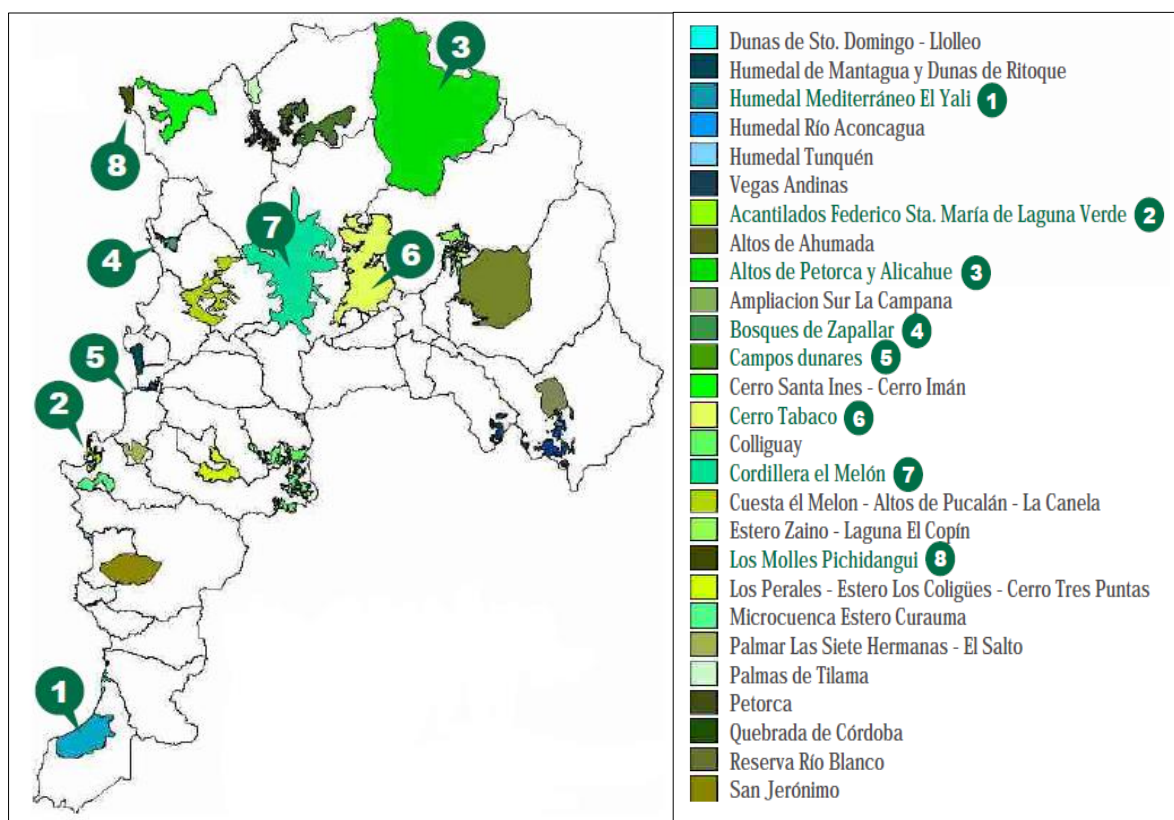 3
8
4
7
6
5
2
1
Dunas de Sto. Domingo - Llolleo
Humedal de Mantagua y Dunas de Ritoque
Humedal Mediterráneo El Yali 1
Humedal Río Aconcagua
Humedal Tunquén
Vegas Andinas
Acantilados Federico Sta. María de Laguna Verde 2
Altos de Ahumada
Altos de Petorca y Alicahue 3
Ampliacion Sur La Campana
Bosques de Zapallar 4
Campos dunares 5
Cerro Santa Ines - Cerro Imán
Cerro Tabaco 6
Colliguay
Cordillera el Melón 7
Cuesta él Melon - Altos de Pucalán - La Canela
Estero Zaino - Laguna El Copín
Los Molles Pichidangui 8
Los Perales - Estero Los Coligües - Cerro Tres Puntas
Microcuenca Estero Curauma
Palmar Las Siete Hermanas - El Salto
Palmas de Tilama
Petorca
Quebrada de Córdoba
Reserva Río Blanco
San Jerónimo